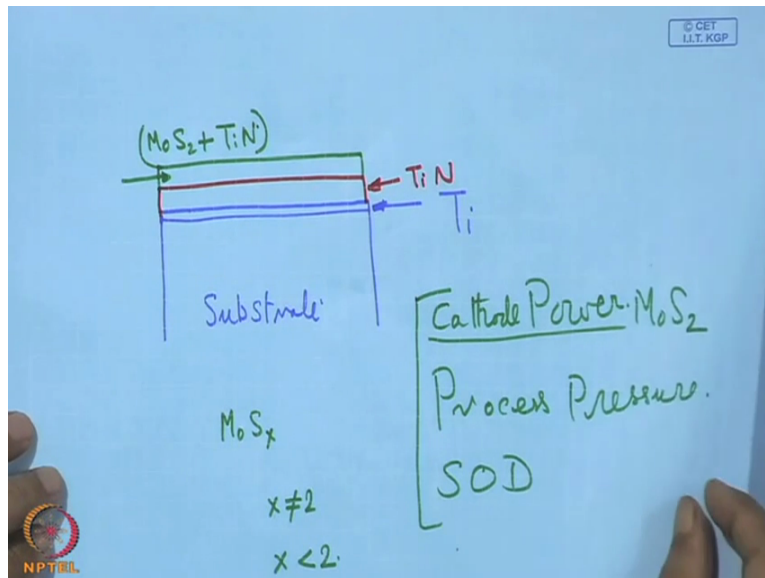 © CET
I.I.T. KGP
(MoS2 + TiN)
TiN
Ti
Substrate
Cathode Power MoS2
Process Pressure.
SOD
MoSx
x ≠ 2
x < 2.
NPTEL